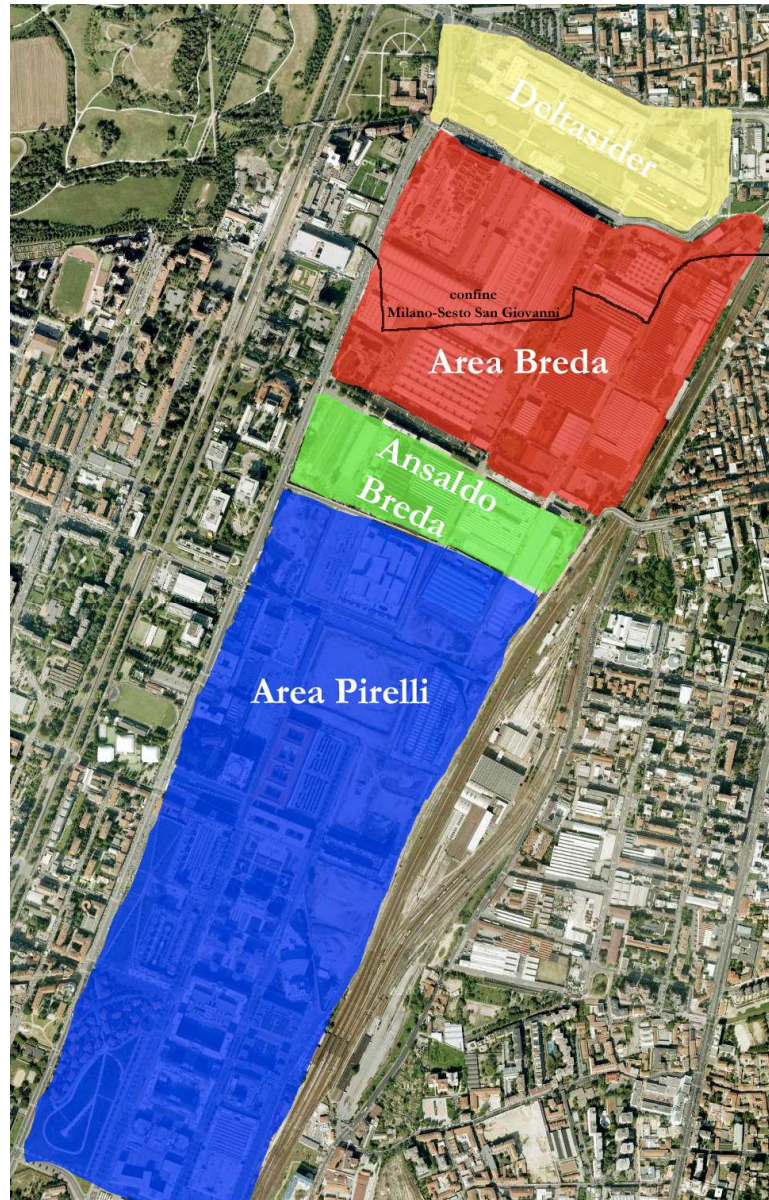 Deltasider
confine
Milano-Sesto San Giovanni
Area Breda
Ansaldo
Breda
Area Pirelli